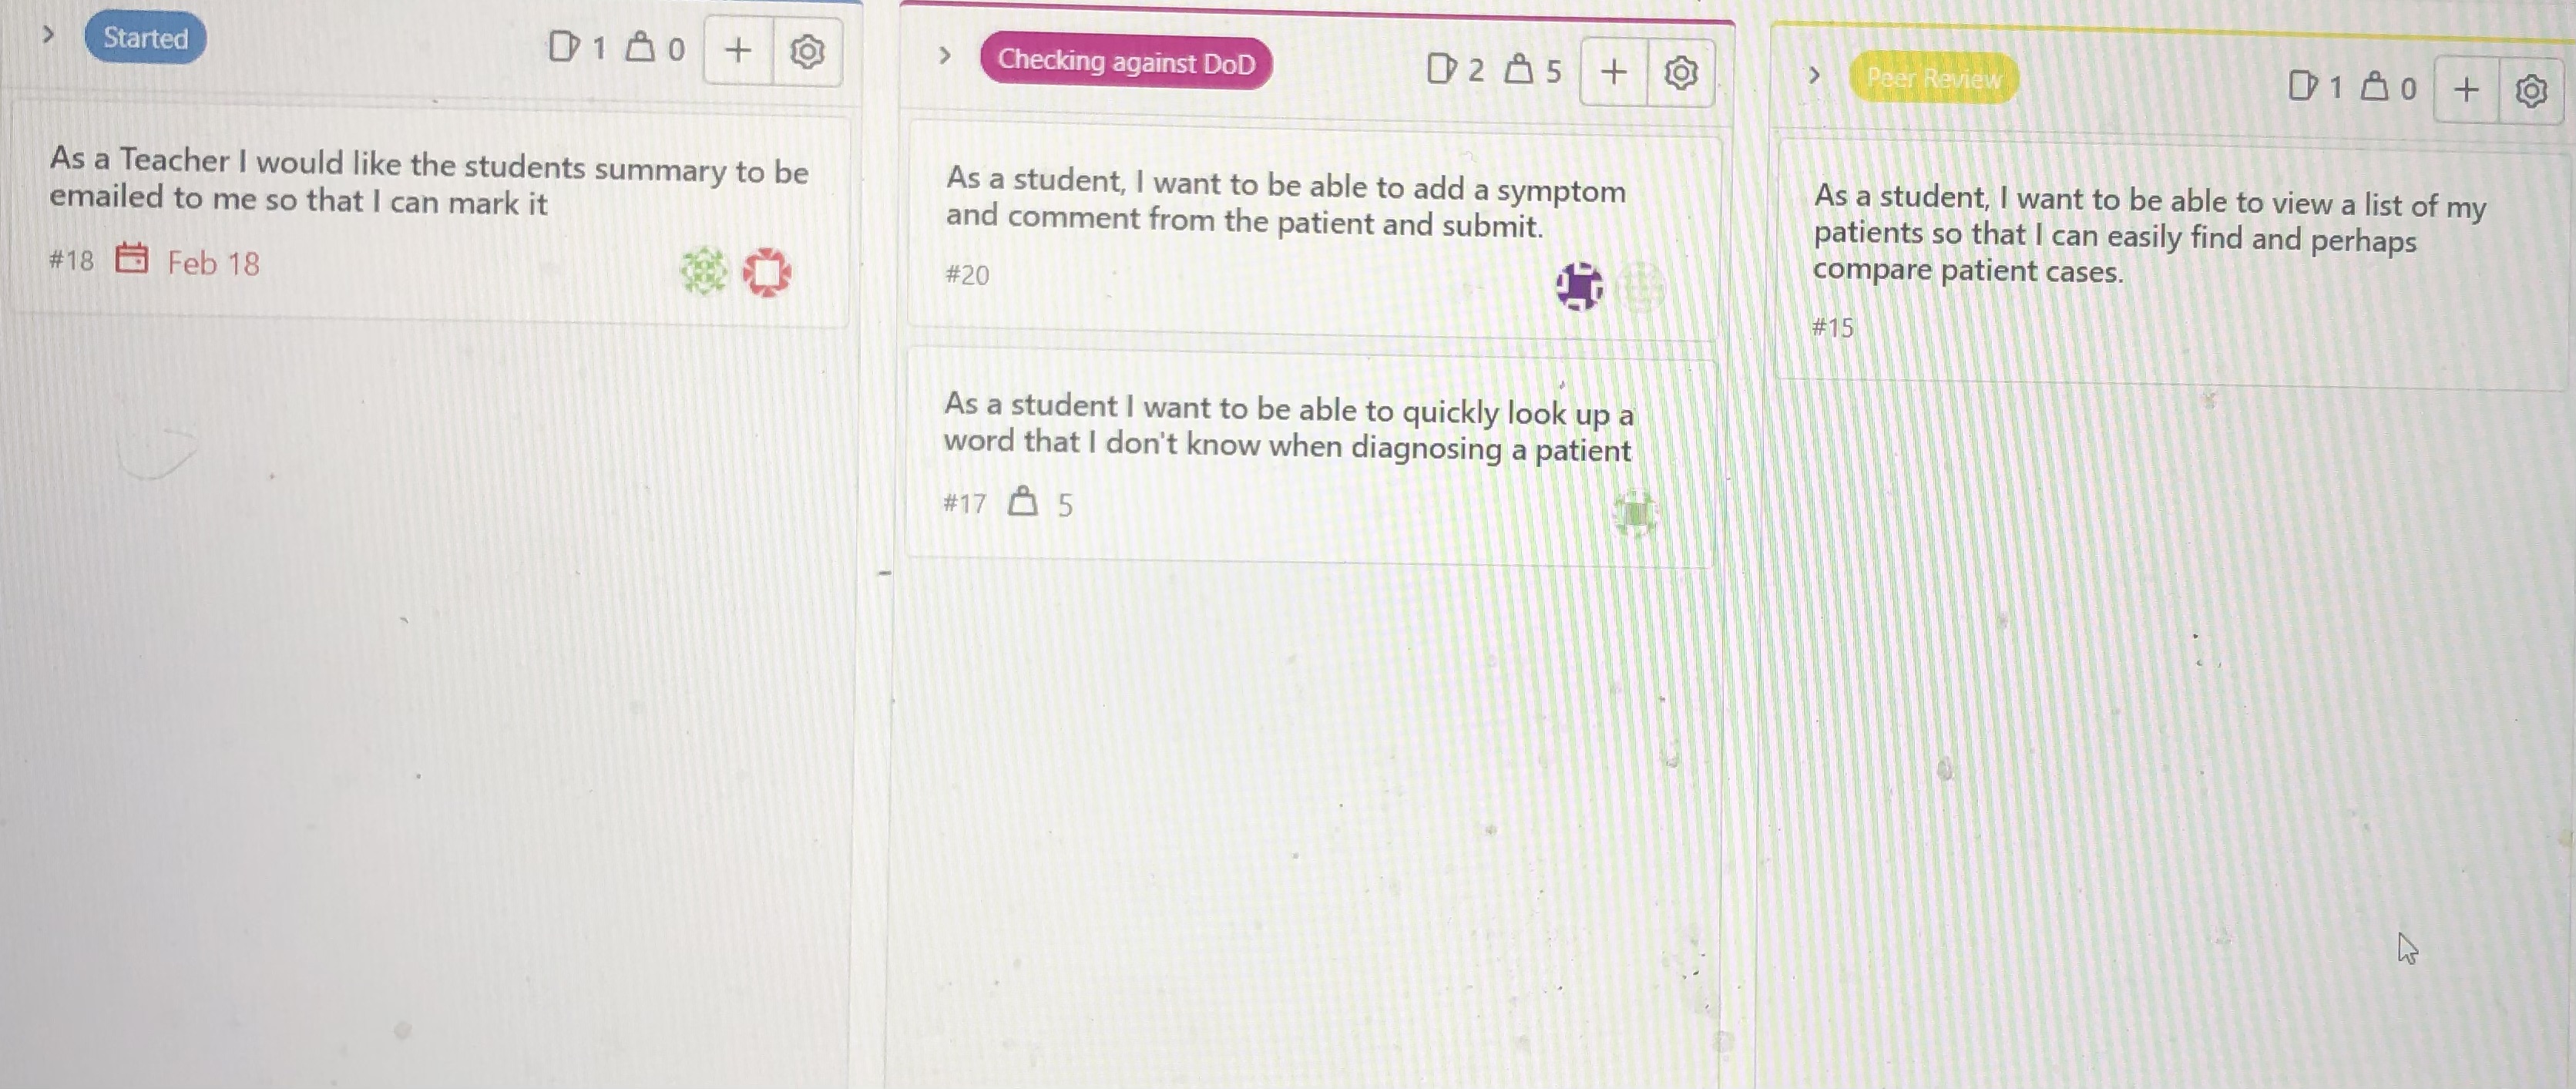 Started
1 0
As a Teacher I would like the students summary to be
emailed to me so that I can mark it
#18 Feb 18
Checking against DoD
2 5
As a student, I want to be able to add a symptom
and comment from the patient and submit.
#20
As a student I want to be able to quickly look up a
word that I don't know when diagnosing a patient
#17 5
Peer Review
1 0
As a student, I want to be able to view a list of my
patients so that I can easily find and perhaps
compare patient cases.
#15